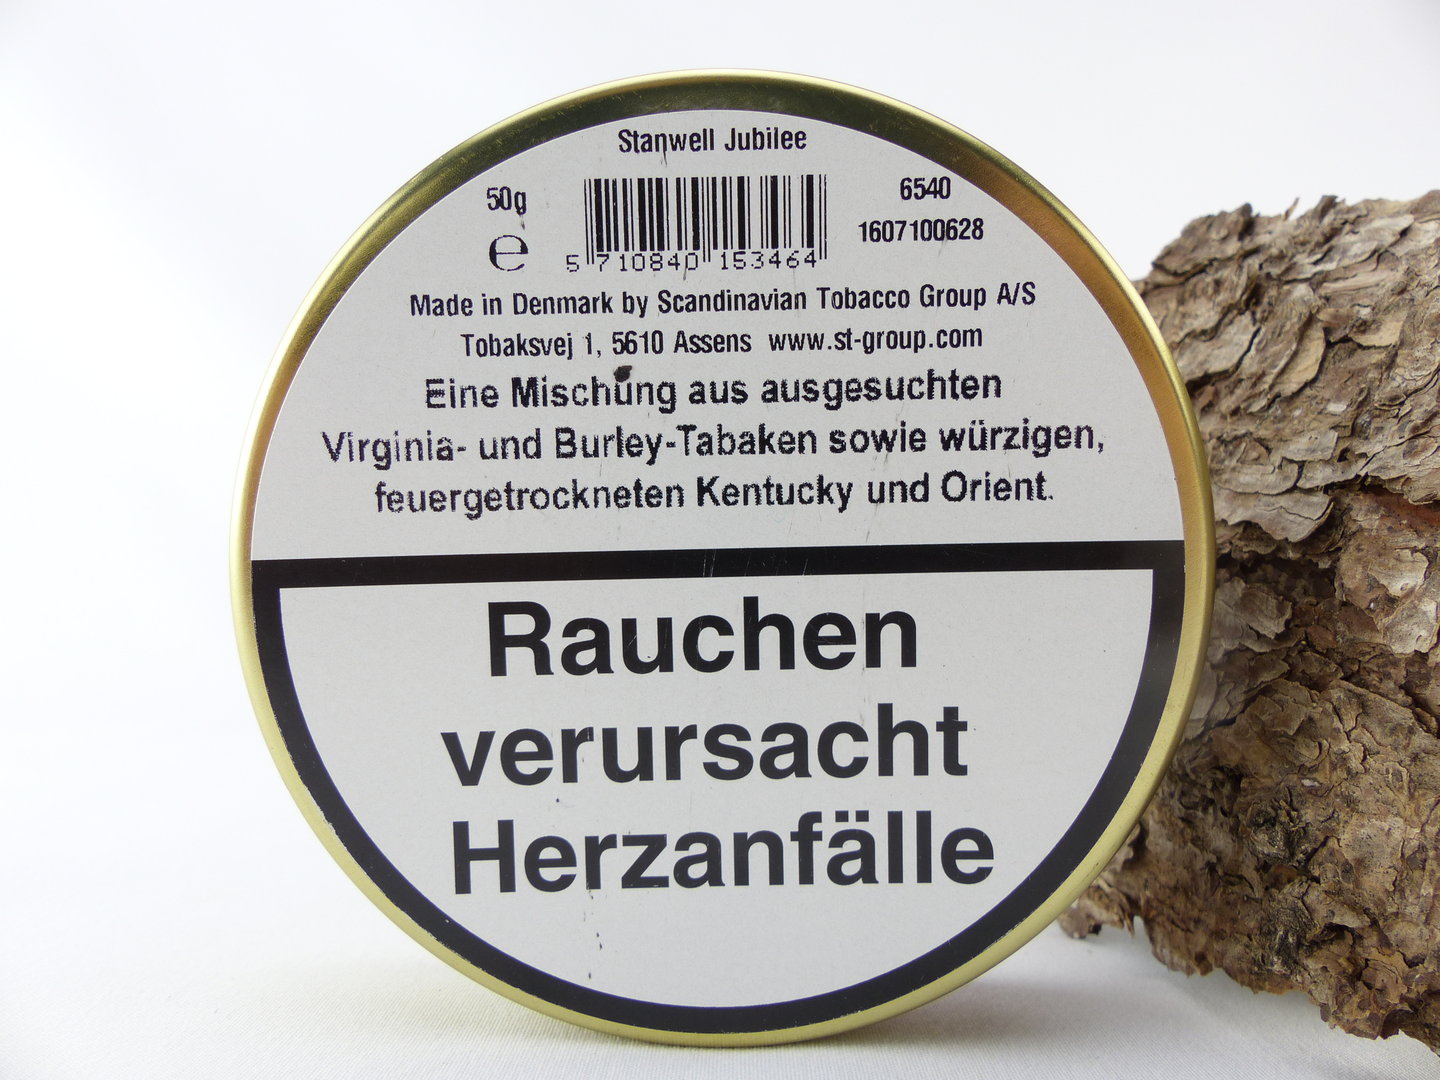 Stanwell Jubilee
50g
6540
e
1607100628
5 710840 153464
Made in Denmark by Scandinavian Tobacco Group A/S
Tobaksvej 1, 5610 Assens www.st-group.com
Eine Mischung aus ausgesuchten
Virginia- und Burley-Tabaken sowie würzigen,
feuergetrockneten Kentucky und Orient.
Rauchen
verursacht
Herzanfälle